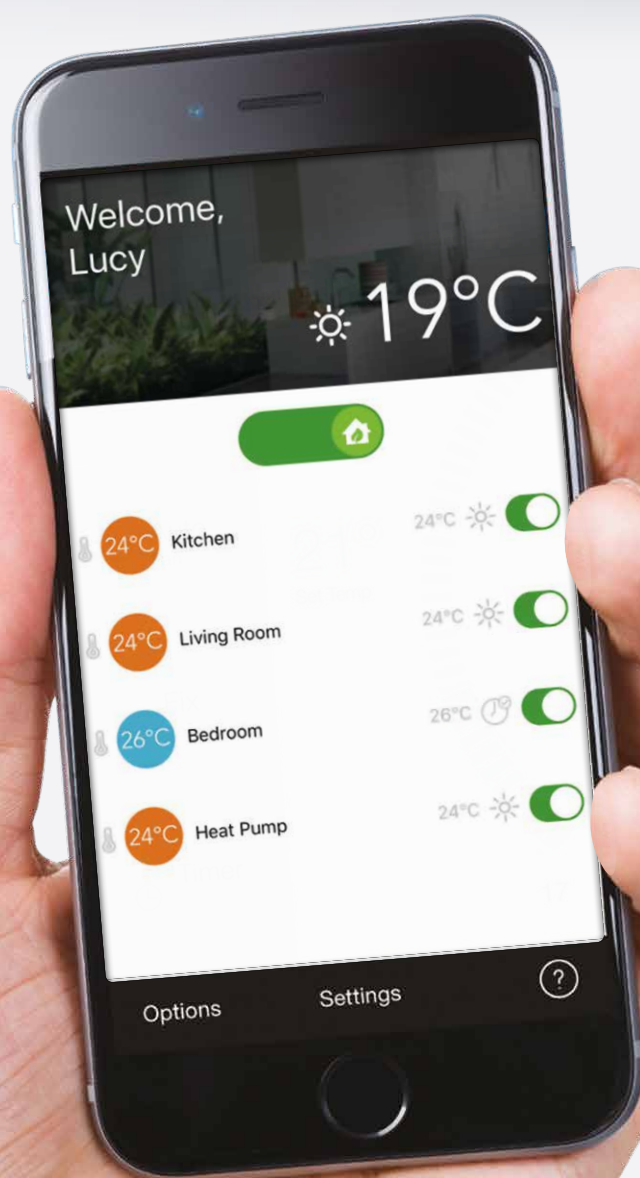 Welcome,
Lucy
19°C
24°C Kitchen 24°C
24°C Living Room 24°C
26°C Bedroom 26°C
24°C Heat Pump 24°C
Options Settings ?